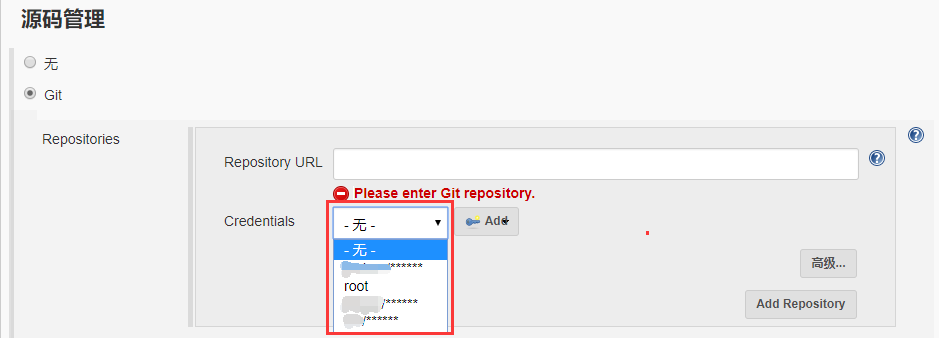 源码管理
无
Git
Repositories
Repository URL
Please enter Git repository.
Credentials
- 无 -
Add
- 无 -
/******
root
/******
/******
高级...
Add Repository